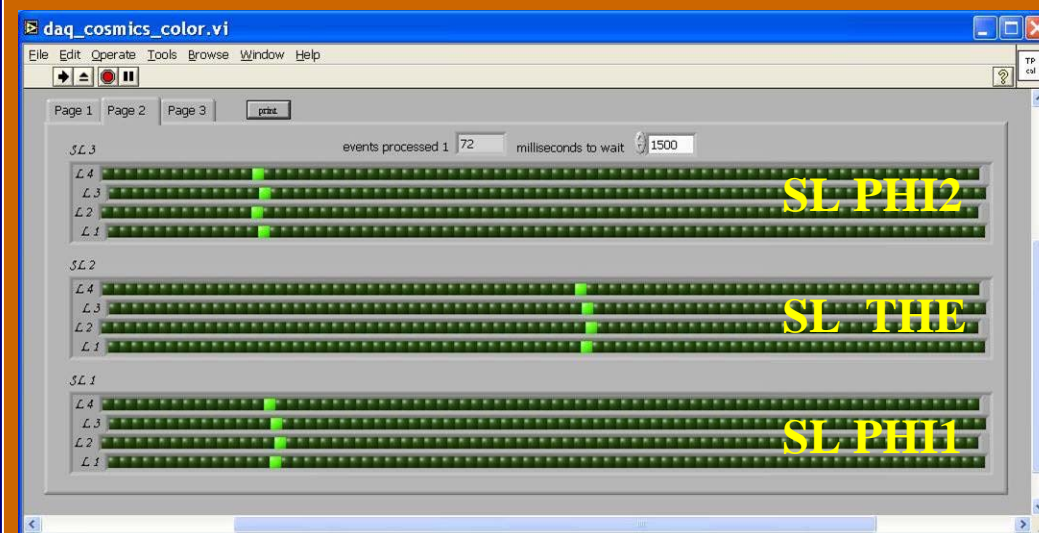 daq_cosmics_color.vi
File Edit Operate Tools Browse Window Help
TP
Page 1 Page 2 Page 3 print
SL 3 events processed 1 72 milliseconds to wait 1500
L 4
L 3 SL PHI2
L 2
L 1
SL 2
L 4
L 3 SL THE
L 2
L 1
SL 1
L 4
L 3 SL PHI1
L 2
L 1